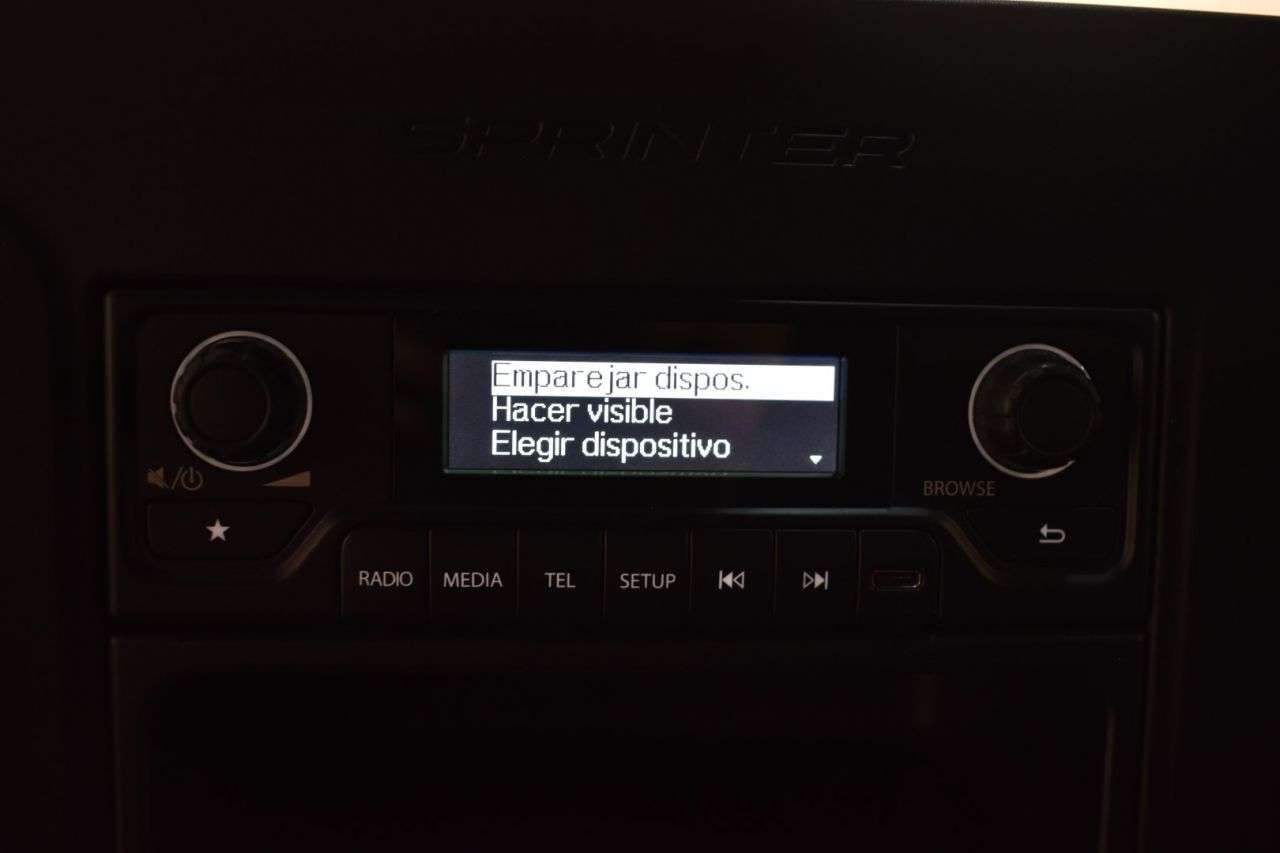 SPRINTER
Emparejar dispos.
Hacer visible
Elegir dispositivo
BROWSE
RADIO MEDIA TEL SETUP